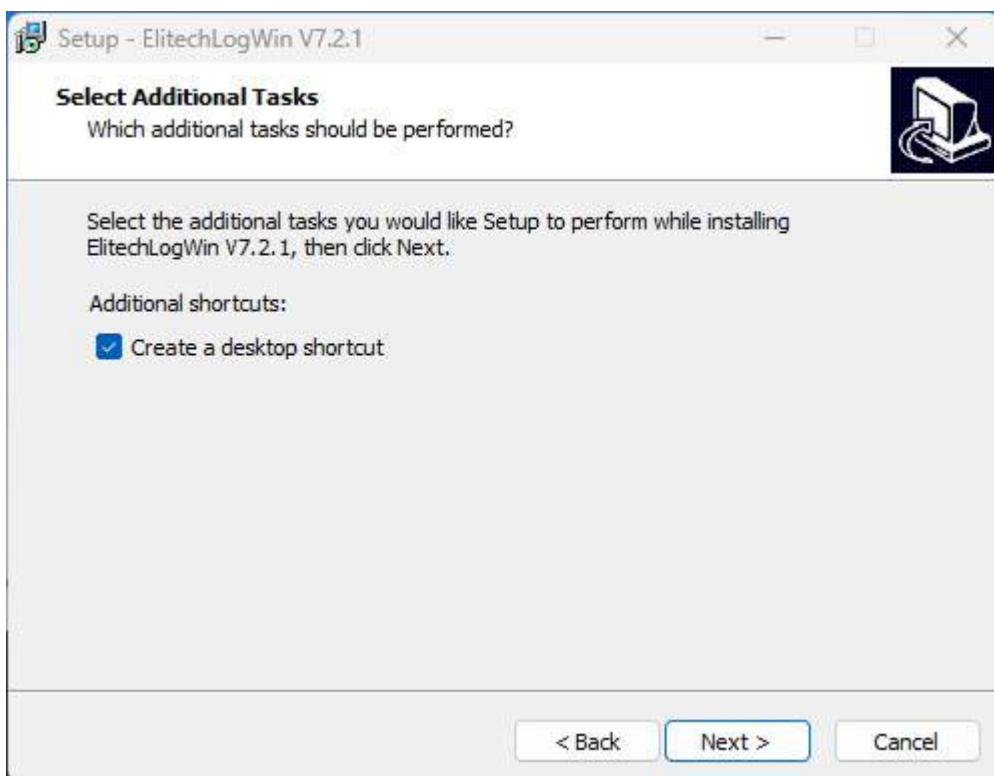 Setup - ElitechLogWin V7.2.1
Select Additional Tasks
Which additional tasks should be performed?
Select the additional tasks you would like Setup to perform while installing
ElitechLogWin V7.2.1, then click Next.
Additional shortcuts:
Create a desktop shortcut
< Back
Next >
Cancel